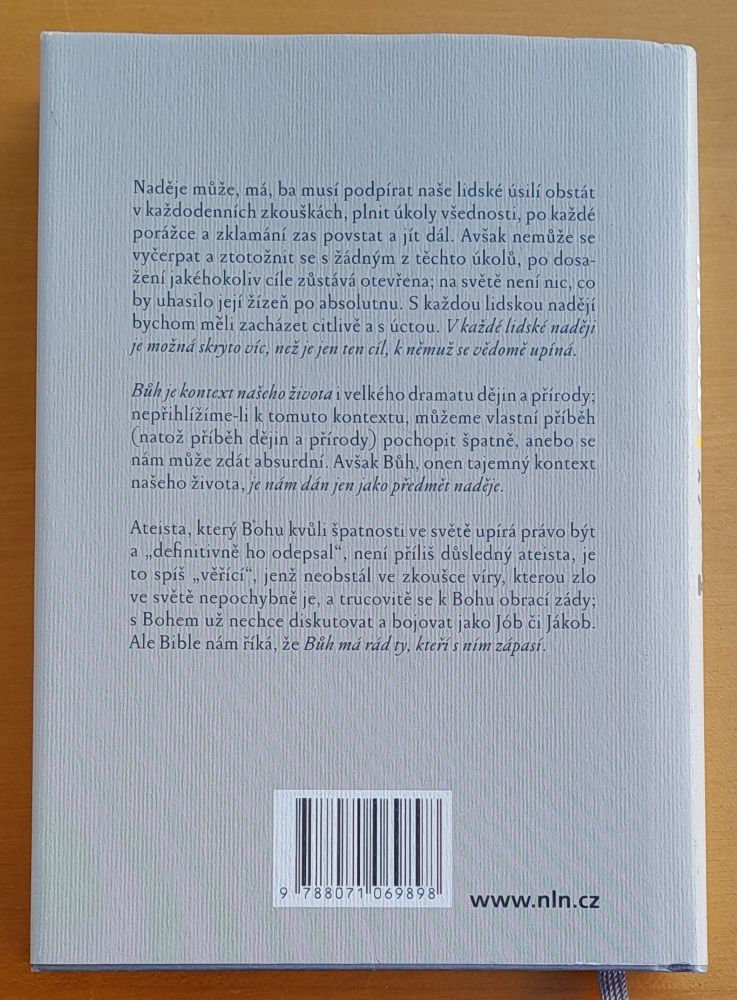 Naděje může, má, ba musí podpírat naše lidské úsilí obstát
v každodenních zkouškách, plnit úkoly všednosti, po každé
porážce a zklamání zas povstat a jít dál. Avšak nemůže se
vyčerpat a ztotožnit se s žádným z těchto úkolů, po dosa-
žení jakéhokoliv cíle zůstává otevřena; na světě není nic, co
by uhasilo její žízeň po absolutnu. S každou lidskou nadějí
bychom měli zacházet citlivě a s úctou. V každé lidské naději
je možná skryto víc, než je jen ten cíl, k němuž se vědomě upíná.
Bůh je kontext našeho života i velkého dramatu dějin a přírody;
nepřihlížíme-li k tomuto kontextu, můžeme vlastní příběh
(natož příběh dějin a přírody) pochopit špatně, anebo se
nám může zdát absurdní. Avšak Bůh, onen tajemný kontext
našeho života, je nám dán jen jako předmět naděje.
Ateista, který Bohu kvůli špatnosti ve světě upírá právo být
a „definitivně ho odepsal“, není příliš důsledný ateista, je
to spíš „věřící“, jenž neobstál ve zkoušce víry, kterou zlo
ve světě nepochybně je, a trucovitě se k Bohu obrací zády;
s Bohem už nechce diskutovat a bojovat jako Jób či Jákob.
Ale Bible nám říká, že Bůh má rád ty, kteří s ním zápasí.
9 788071 069898
www.nln.cz